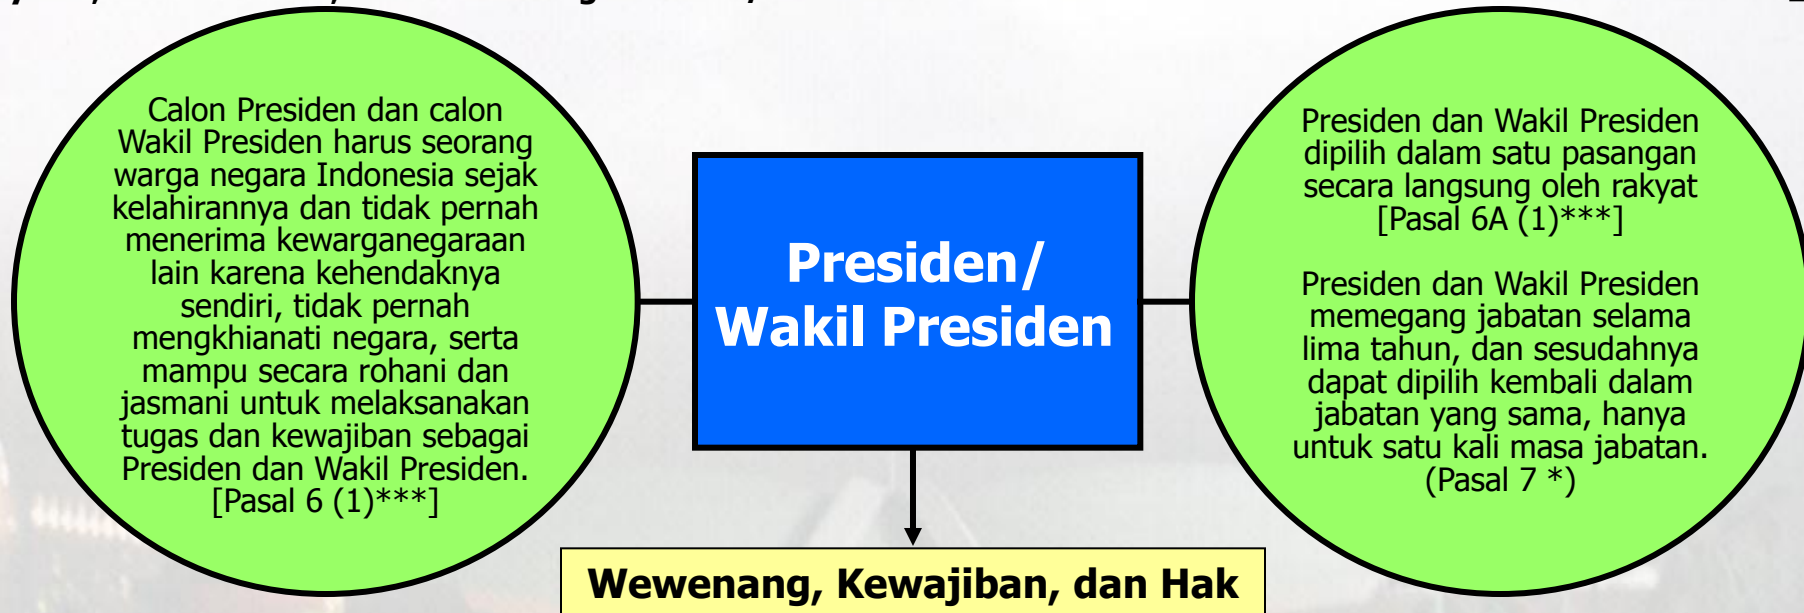 Calon Presiden dan calon
Wakil Presiden harus seorang
warga negara Indonesia sejak
kelahirannya dan tidak pernah
menerima kewarganegaraan
lain karena kehendaknya
sendiri, tidak pernah
mengkhianati negara, serta
mampu secara rohani dan
jasmani untuk melaksanakan
tugas dan kewajiban sebagai
Presiden dan Wakil Presiden.
[Pasal 6 (1)***]
Presiden/
Wakil Presiden
Presiden dan Wakil Presiden
dipilih dalam satu pasangan
secara langsung oleh rakyat
[Pasal 6A (1)***]
Presiden dan Wakil Presiden
memegang jabatan selama
lima tahun, dan sesudahnya
dapat dipilih kembali dalam
jabatan yang sama, hanya
untuk satu kali masa jabatan.
(Pasal 7 *)
Wewenang, Kewajiban, dan Hak